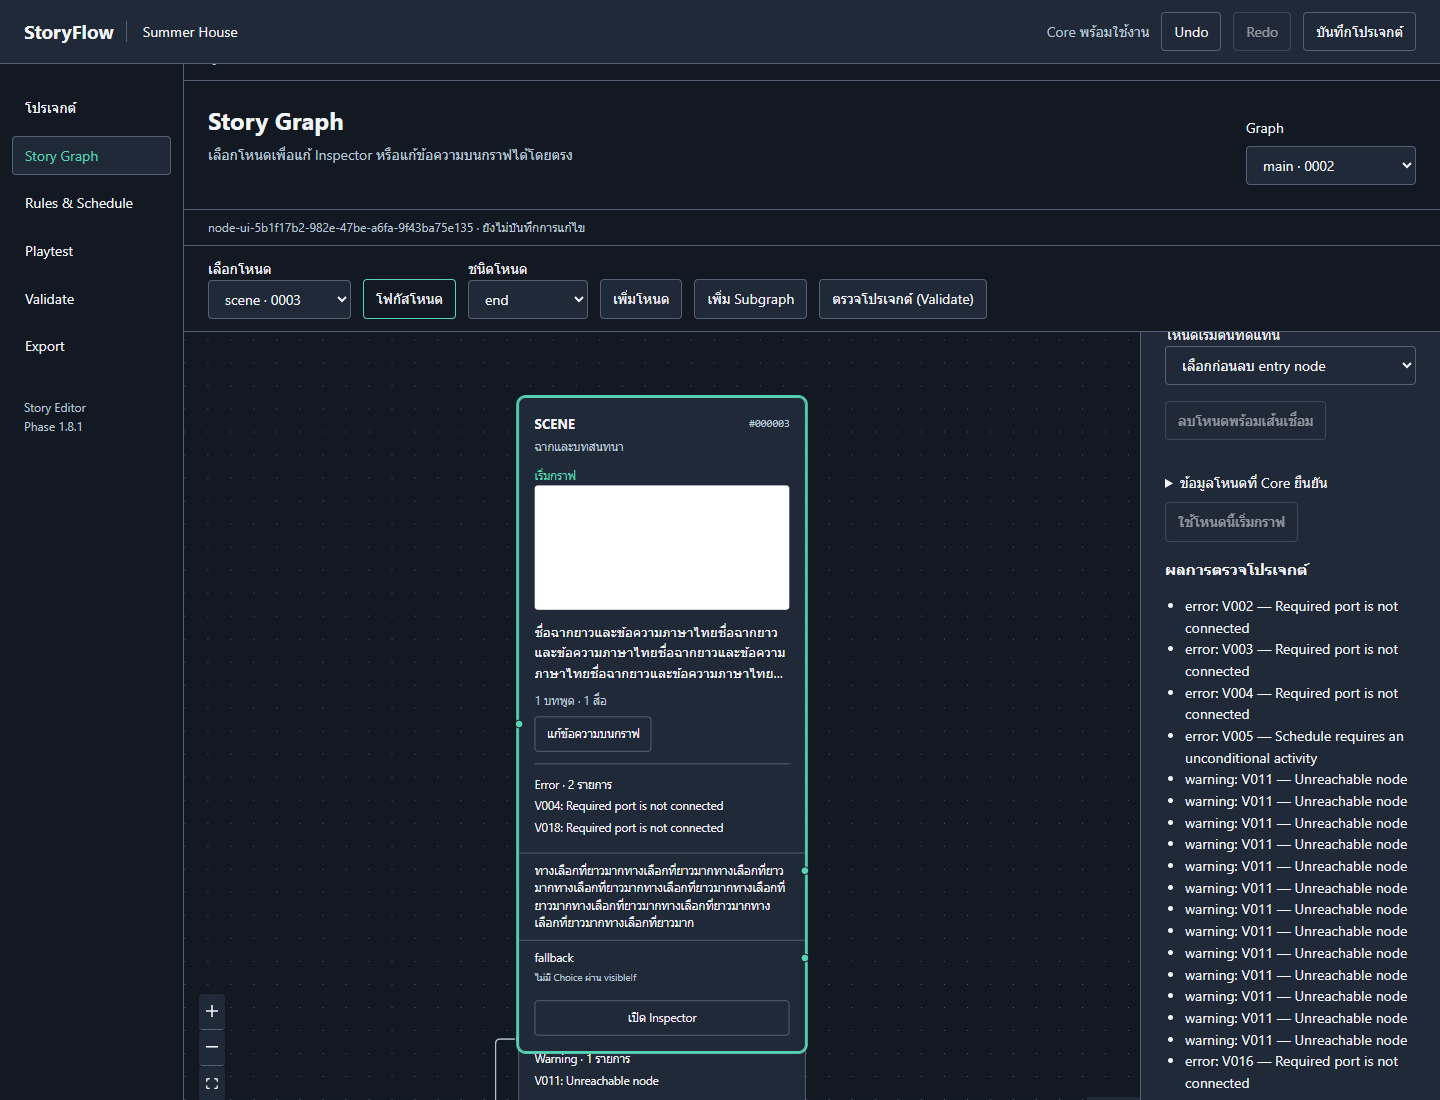 StoryFlow
Summer House
Core พร้อมใช้งาน
Undo
Redo
บันทึกโปรเจกต์
โปรเจกต์
Story Graph
Rules & Schedule
Playtest
Validate
Export
Story Editor
Phase 1.8.1
Story Graph
เลือกโหนดเพื่อแก้ Inspector หรือแก้ข้อความบนกราฟได้โดยตรง
Graph
main · 0002
node-ui-5b1f17b2-982e-47be-a6fa-9f43ba75e135 · ยังไม่บันทึกการแก้ไข
เลือกโหนด
scene · 0003
โฟกัสโหนด
ชนิดโหนด
end
เพิ่มโหนด
เพิ่ม Subgraph
ตรวจโปรเจกต์ (Validate)
SCENE
#000003
ฉากและบทสนทนา
เริ่มกราฟ
ชื่อฉากยาวและข้อความภาษาไทยชื่อฉากยาว
และข้อความภาษาไทยชื่อฉากยาวและข้อความ
ภาษาไทยชื่อฉากยาวและข้อความภาษาไทย...
1 บทพูด · 1 สื่อ
แก้ข้อความบนกราฟ
Error · 2 รายการ
V004: Required port is not connected
V018: Required port is not connected
ทางเลือกที่ยาวมากทางเลือกที่ยาวมากทางเลือกที่ยาว
มากทางเลือกที่ยาวมากทางเลือกที่ยาวมากทางเลือกที่
ยาวมากทางเลือกที่ยาวมากทางเลือกที่ยาวมากทาง
เลือกที่ยาวมากทางเลือกที่ยาวมาก
fallback
ไม่มี Choice ผ่าน visibleIf
เปิด Inspector
Warning · 1 รายการ
V011: Unreachable node
โหนดเริ่มต้นทดแทน
เลือกก่อนลบ entry node
ลบโหนดพร้อมเส้นเชื่อม
ข้อมูลโหนดที่ Core ยืนยัน
ใช้โหนดนี้เริ่มกราฟ
ผลการตรวจโปรเจกต์
error: V002 — Required port is not
connected
error: V003 — Required port is not
connected
error: V004 — Required port is not
connected
error: V005 — Schedule requires an
unconditional activity
warning: V011 — Unreachable node
warning: V011 — Unreachable node
warning: V011 — Unreachable node
warning: V011 — Unreachable node
warning: V011 — Unreachable node
warning: V011 — Unreachable node
warning: V011 — Unreachable node
warning: V011 — Unreachable node
warning: V011 — Unreachable node
warning: V011 — Unreachable node
warning: V011 — Unreachable node
warning: V011 — Unreachable node
warning: V011 — Unreachable node
error: V016 — Required port is not
connected